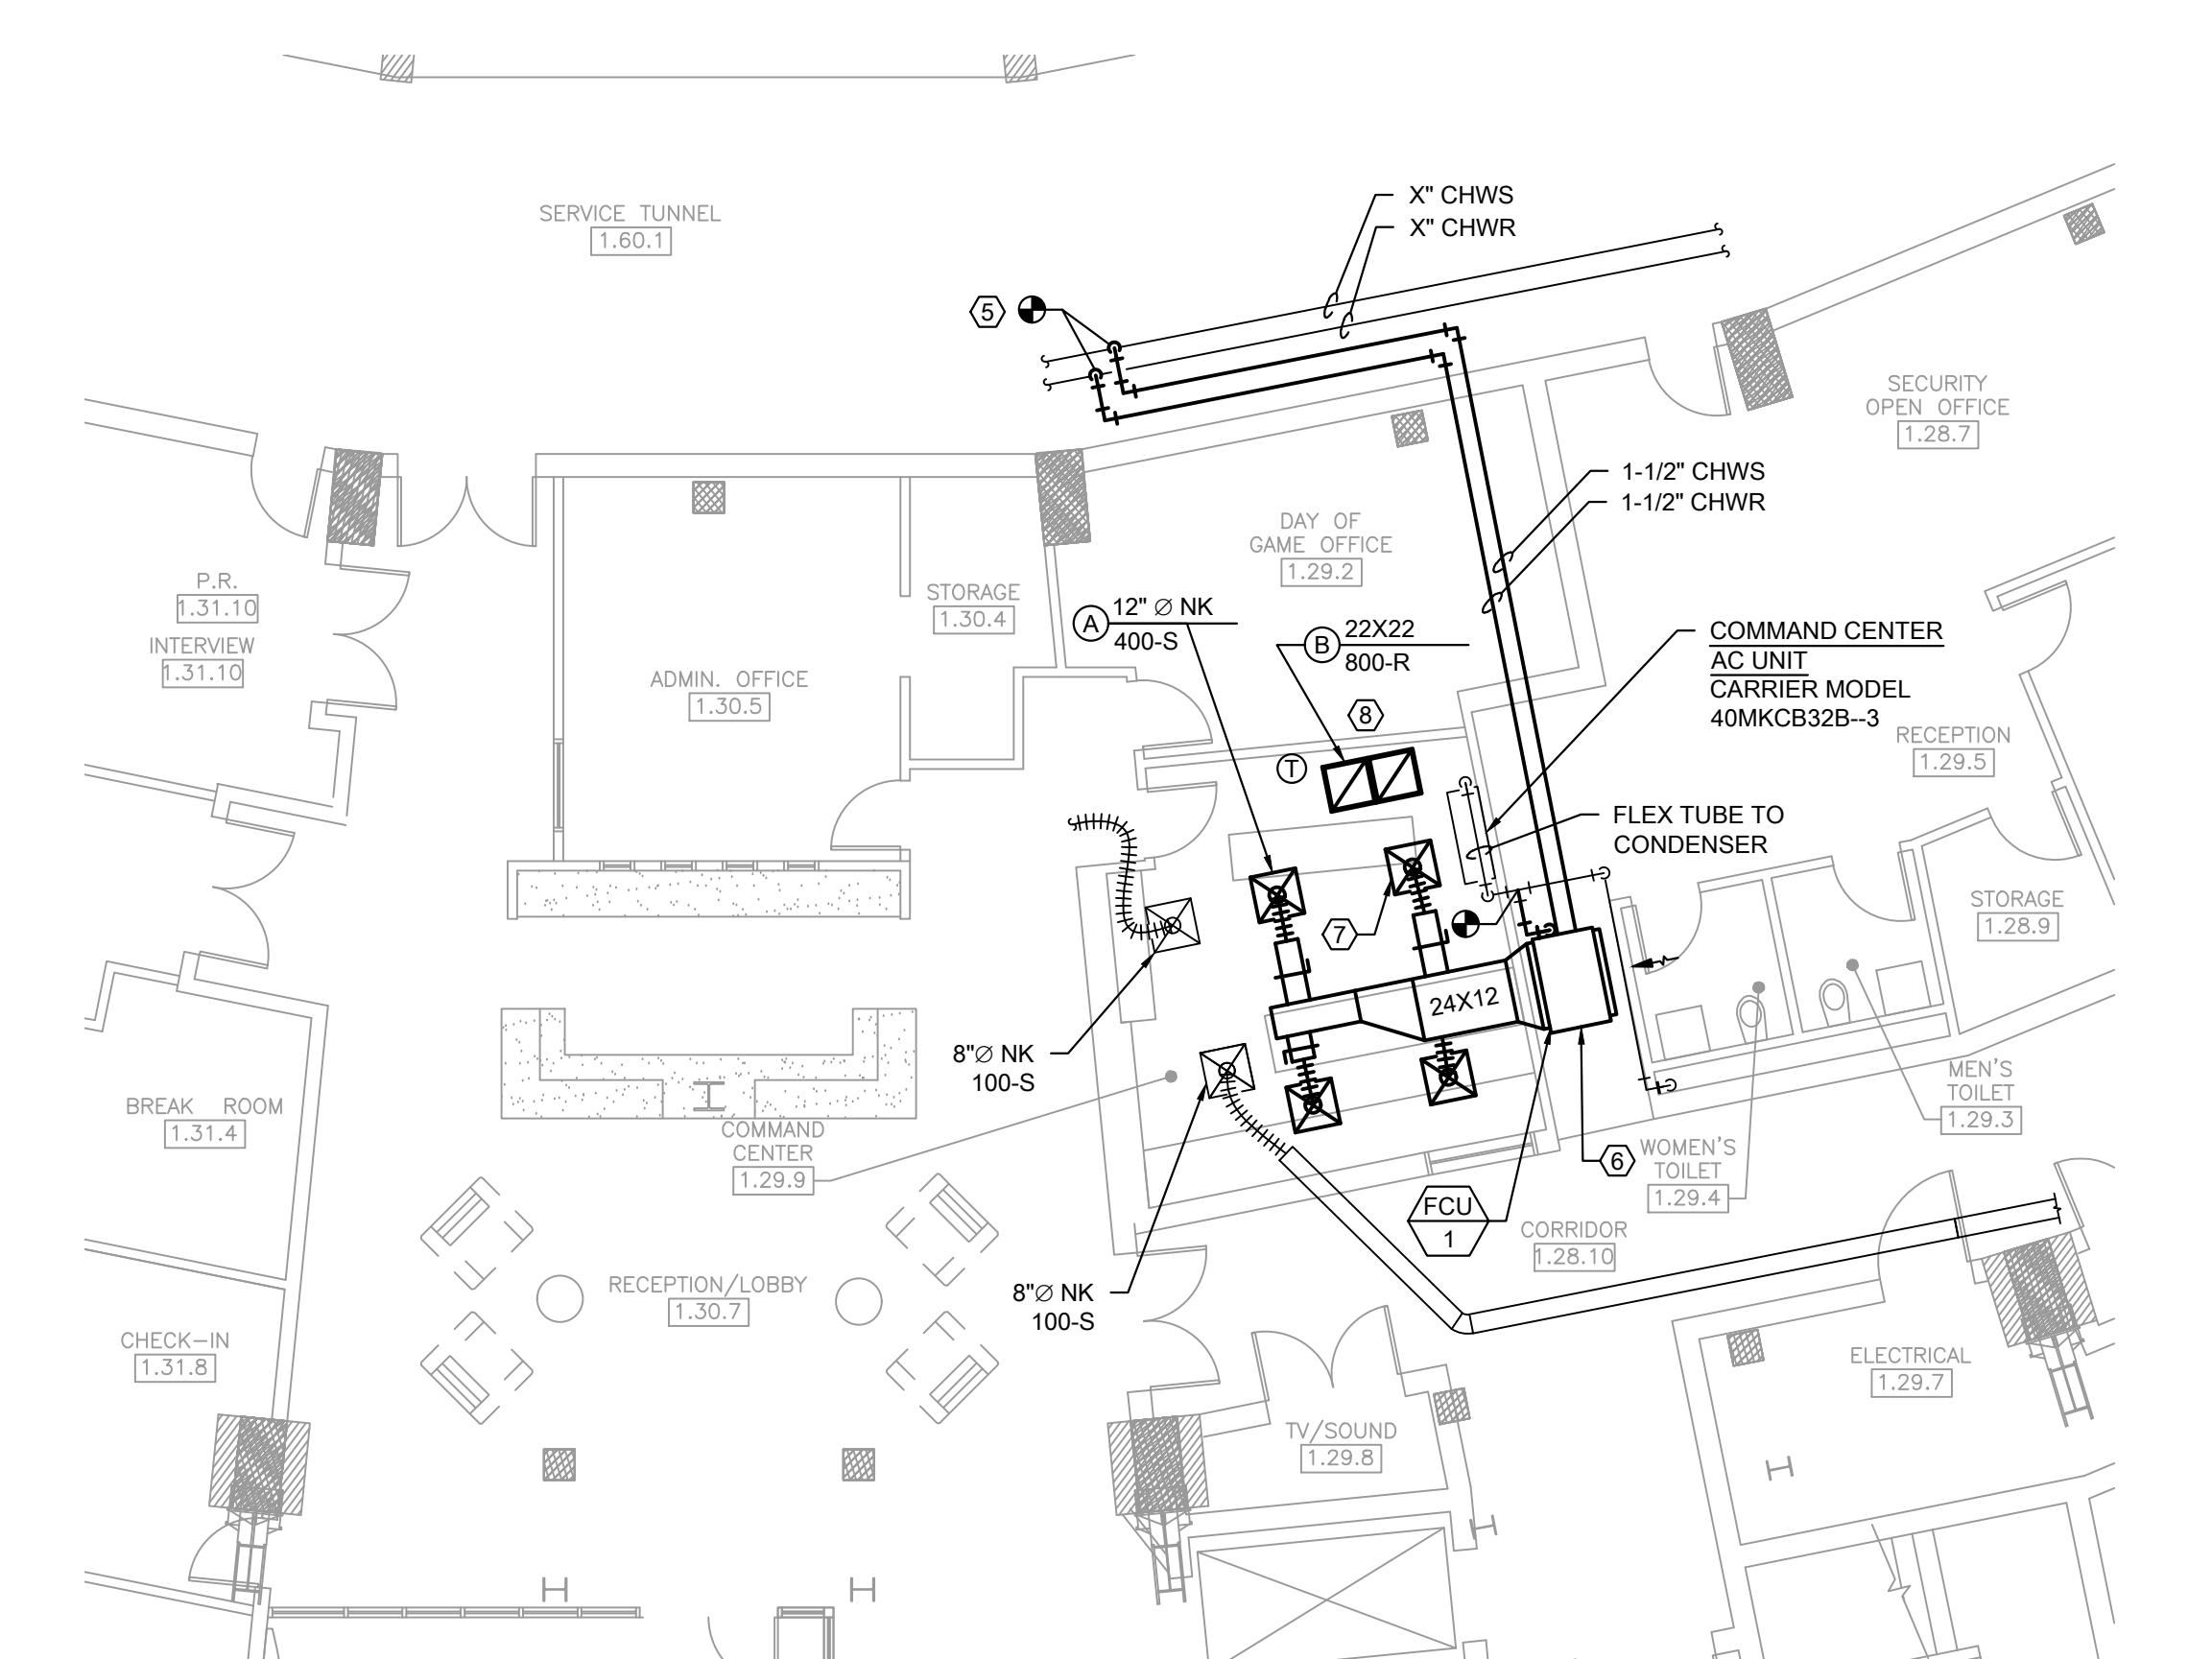 X" CHWS
X" CHWR
SERVICE TUNNEL
1.60.1
5
SECURITY
OPEN OFFICE
1.28.7
1-1/2" CHWS
1-1/2" CHWR
DAY OF
GAME OFFICE
1.29.2
P.R.
1.31.10
INTERVIEW
1.31.10
STORAGE
1.30.4
A
12" Ø NK
400-S
B
22X22
800-R
COMMAND CENTER
AC UNIT
CARRIER MODEL
40MKCB32B--3
ADMIN. OFFICE
1.30.5
8
T
RECEPTION
1.29.5
FLEX TUBE TO
CONDENSER
STORAGE
1.28.9
7
24X12
8"Ø NK
100-S
MEN'S
TOILET
1.29.3
BREAK ROOM
1.31.4
COMMAND
CENTER
1.29.9
6
WOMEN'S
TOILET
1.29.4
FCU
1
CORRIDOR
1.28.10
RECEPTION/LOBBY
1.30.7
8"Ø NK
100-S
CHECK-IN
1.31.8
ELECTRICAL
1.29.7
TV/SOUND
1.29.8